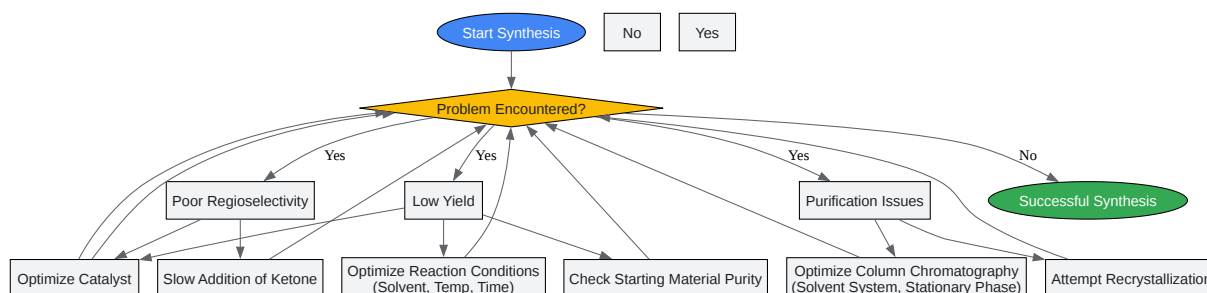 Start Synthesis
No
Yes
Problem Encountered?
Yes
Yes
Yes
No
Poor Regioselectivity
Low Yield
Purification Issues
Successful Synthesis
Optimize Catalyst
Slow Addition of Ketone
Optimize Reaction Conditions
(Solvent, Temp, Time)
Check Starting Material Purity
Optimize Column Chromatography
(Solvent System, Stationary Phase)
Attempt Recrystallization